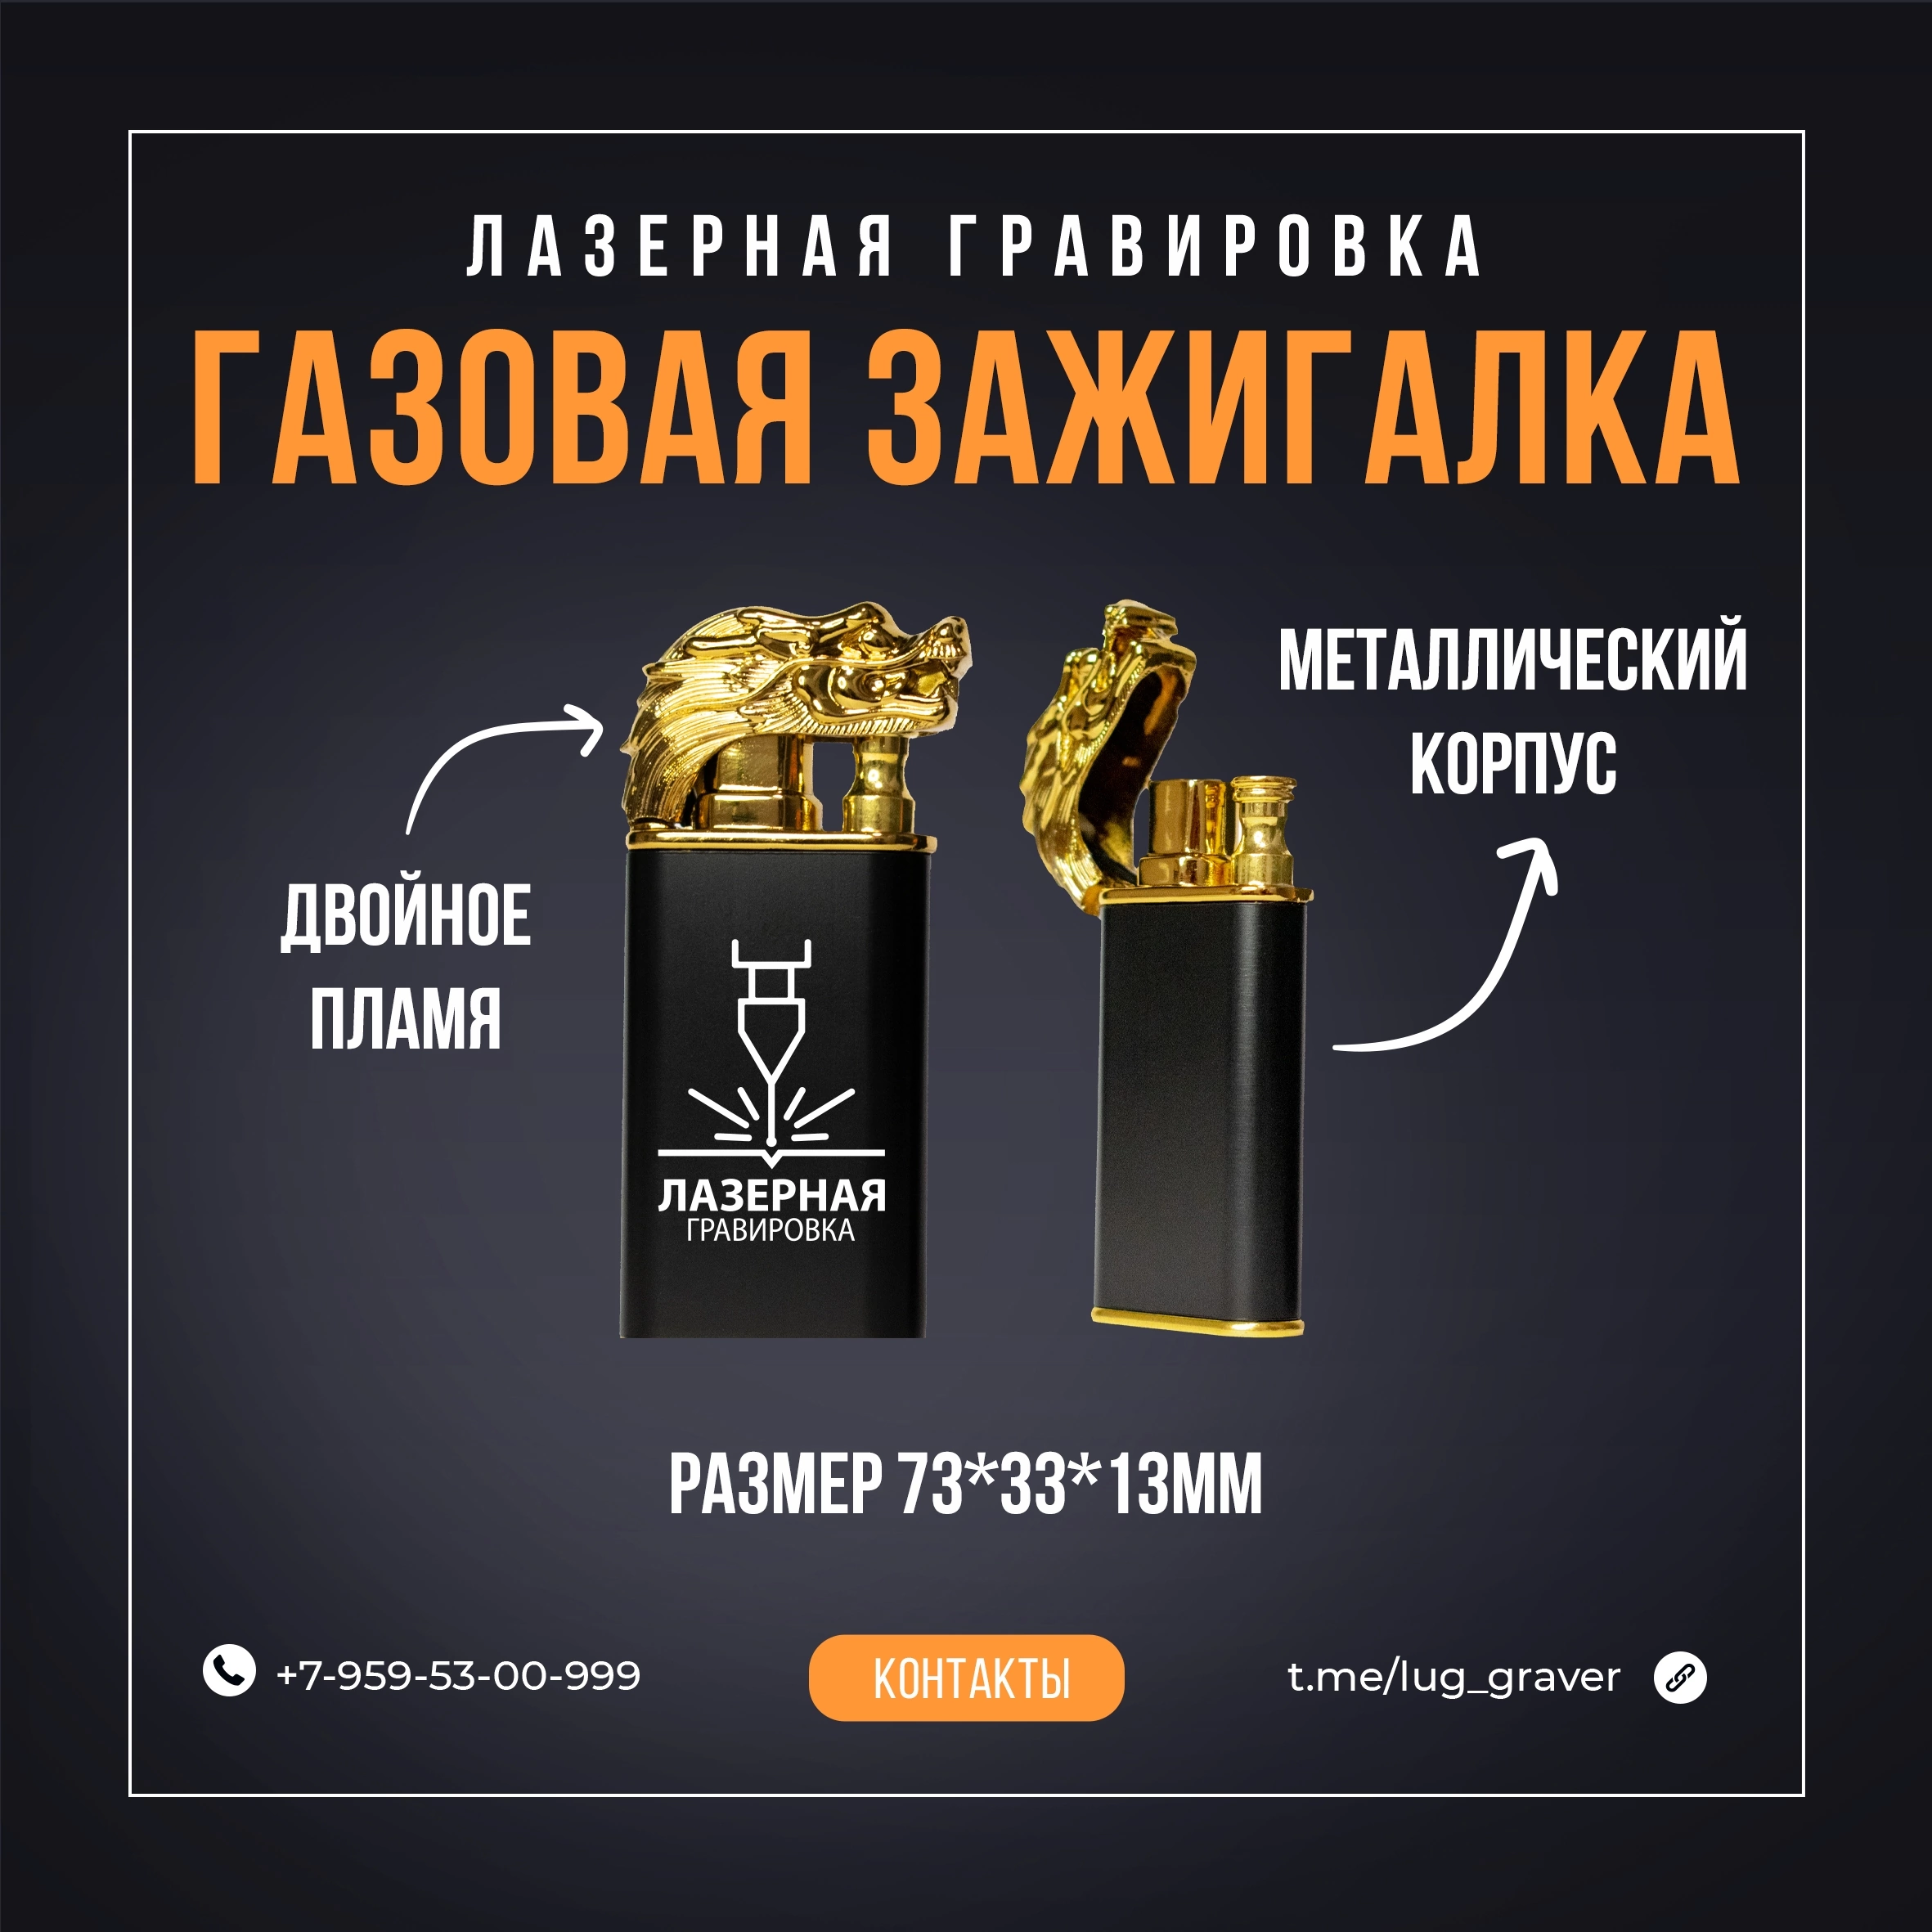 ЛАЗЕРНАЯ ГРАВИРОВКА
ГАЗОВАЯ ЗАЖИГАЛКА
МЕТАЛЛИЧЕСКИЙ
КОРПУС
ДВОЙНОЕ
ПЛАМЯ
ЛАЗЕРНАЯ
ГРАВИРОВКА
РАЗМЕР 73*33*13ММ
+7-959-53-00-999
КОНТАКТЫ
t.me/lug_graver